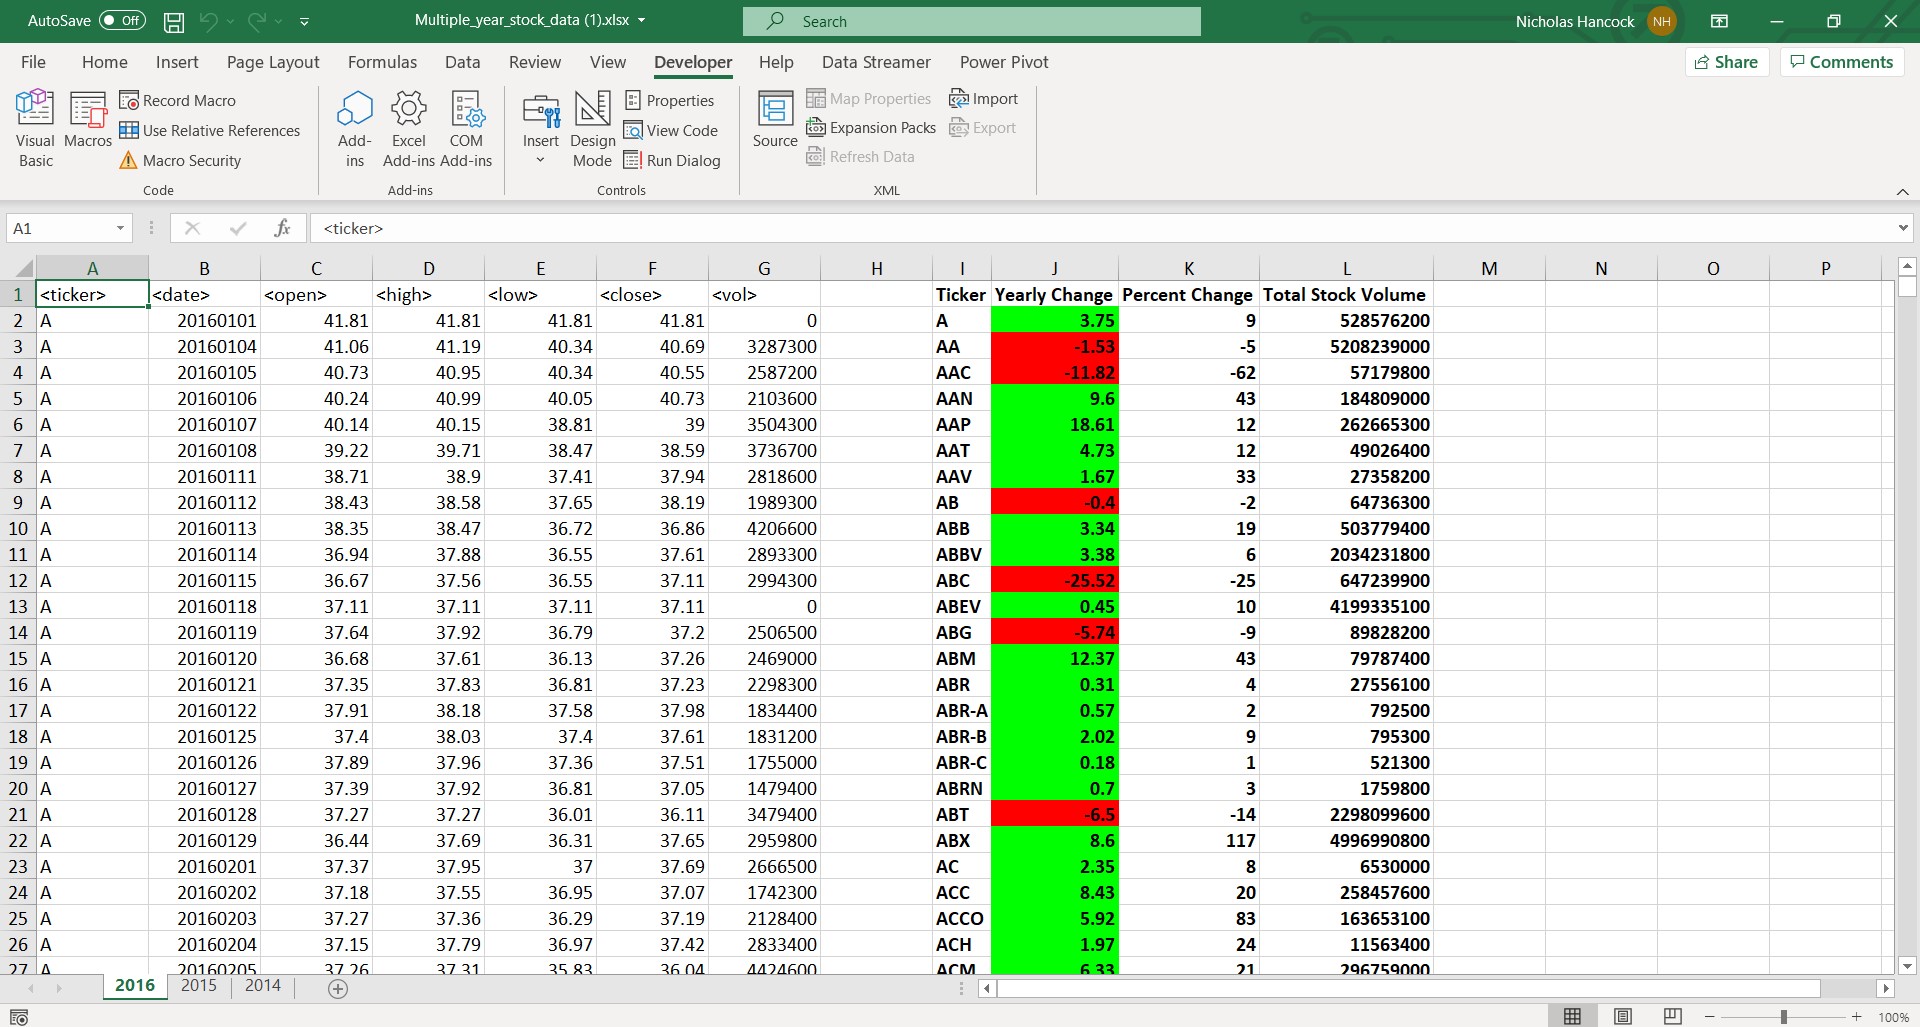 AutoSave Off Multiple_year_stock_data (1).xlsx Search Nicholas Hancock NH
File Home Insert Page Layout Formulas Data Review View Developer Help Data Streamer Power Pivot Share Comments
Visual Basic Macros Record Macro Use Relative References Macro Security
Add-ins Excel Add-ins COM Add-ins
Insert Design Mode Properties View Code Run Dialog
Source Map Properties Expansion Packs Refresh Data Import Export
Code Add-ins Controls XML
A1 fx <ticker>
A B C D E F G H I J K L M N O P
1 <ticker> <date> <open> <high> <low> <close> <vol> Ticker Yearly Change Percent Change Total Stock Volume
2 A 20160101 41.81 41.81 41.81 41.81 0 A 3.75 9 528576200
3 A 20160104 41.06 41.19 40.34 40.69 3287300 AA -1.53 -5 5208239000
4 A 20160105 40.73 40.95 40.34 40.55 2587200 AAC -11.82 -62 57179800
5 A 20160106 40.24 40.99 40.05 40.73 2103600 AAN 9.6 43 184809000
6 A 20160107 40.14 40.15 38.81 39 3504300 AAP 18.61 12 262665300
7 A 20160108 39.22 39.71 38.47 38.59 3736700 AAT 4.73 12 49026400
8 A 20160111 38.71 38.9 37.41 37.94 2818600 AAV 1.67 33 27358200
9 A 20160112 38.43 38.58 37.65 38.19 1989300 AB -0.4 -2 64736300
10 A 20160113 38.35 38.47 36.72 36.86 4206600 ABB 3.34 19 503779400
11 A 20160114 36.94 37.88 36.55 37.61 2893300 ABBV 3.38 6 2034231800
12 A 20160115 36.67 37.56 36.55 37.11 2994300 ABC -25.52 -25 647239900
13 A 20160118 37.11 37.11 37.11 37.11 0 ABEV 0.45 10 4199335100
14 A 20160119 37.64 37.92 36.79 37.2 2506500 ABG -5.74 -9 89828200
15 A 20160120 36.68 37.61 36.13 37.26 2469000 ABM 12.37 43 79787400
16 A 20160121 37.35 37.83 36.81 37.23 2298300 ABR 0.31 4 27556100
17 A 20160122 37.91 38.18 37.58 37.98 1834400 ABR-A 0.57 2 792500
18 A 20160125 37.4 38.03 37.4 37.61 1831200 ABR-B 2.02 9 795300
19 A 20160126 37.89 37.96 37.36 37.51 1755000 ABR-C 0.18 1 521300
20 A 20160127 37.39 37.92 36.81 37.05 1479400 ABRN 0.7 3 1759800
21 A 20160128 37.27 37.27 36.01 36.11 3479400 ABT -6.5 -14 2298099600
22 A 20160129 36.44 37.69 36.31 37.65 2959800 ABX 8.6 117 4996990800
23 A 20160201 37.37 37.95 37 37.69 2666500 AC 2.35 8 6530000
24 A 20160202 37.18 37.55 36.95 37.07 1742300 ACC 8.43 20 258457600
25 A 20160203 37.27 37.36 36.29 37.19 2128400 ACCO 5.92 83 163653100
26 A 20160204 37.15 37.79 36.97 37.42 2833400 ACH 1.97 24 11563400
27 A 20160205 37.26 37.31 35.83 36.04 4424600 ACM 6.33 21 296759000
2016 2015 2014
100%